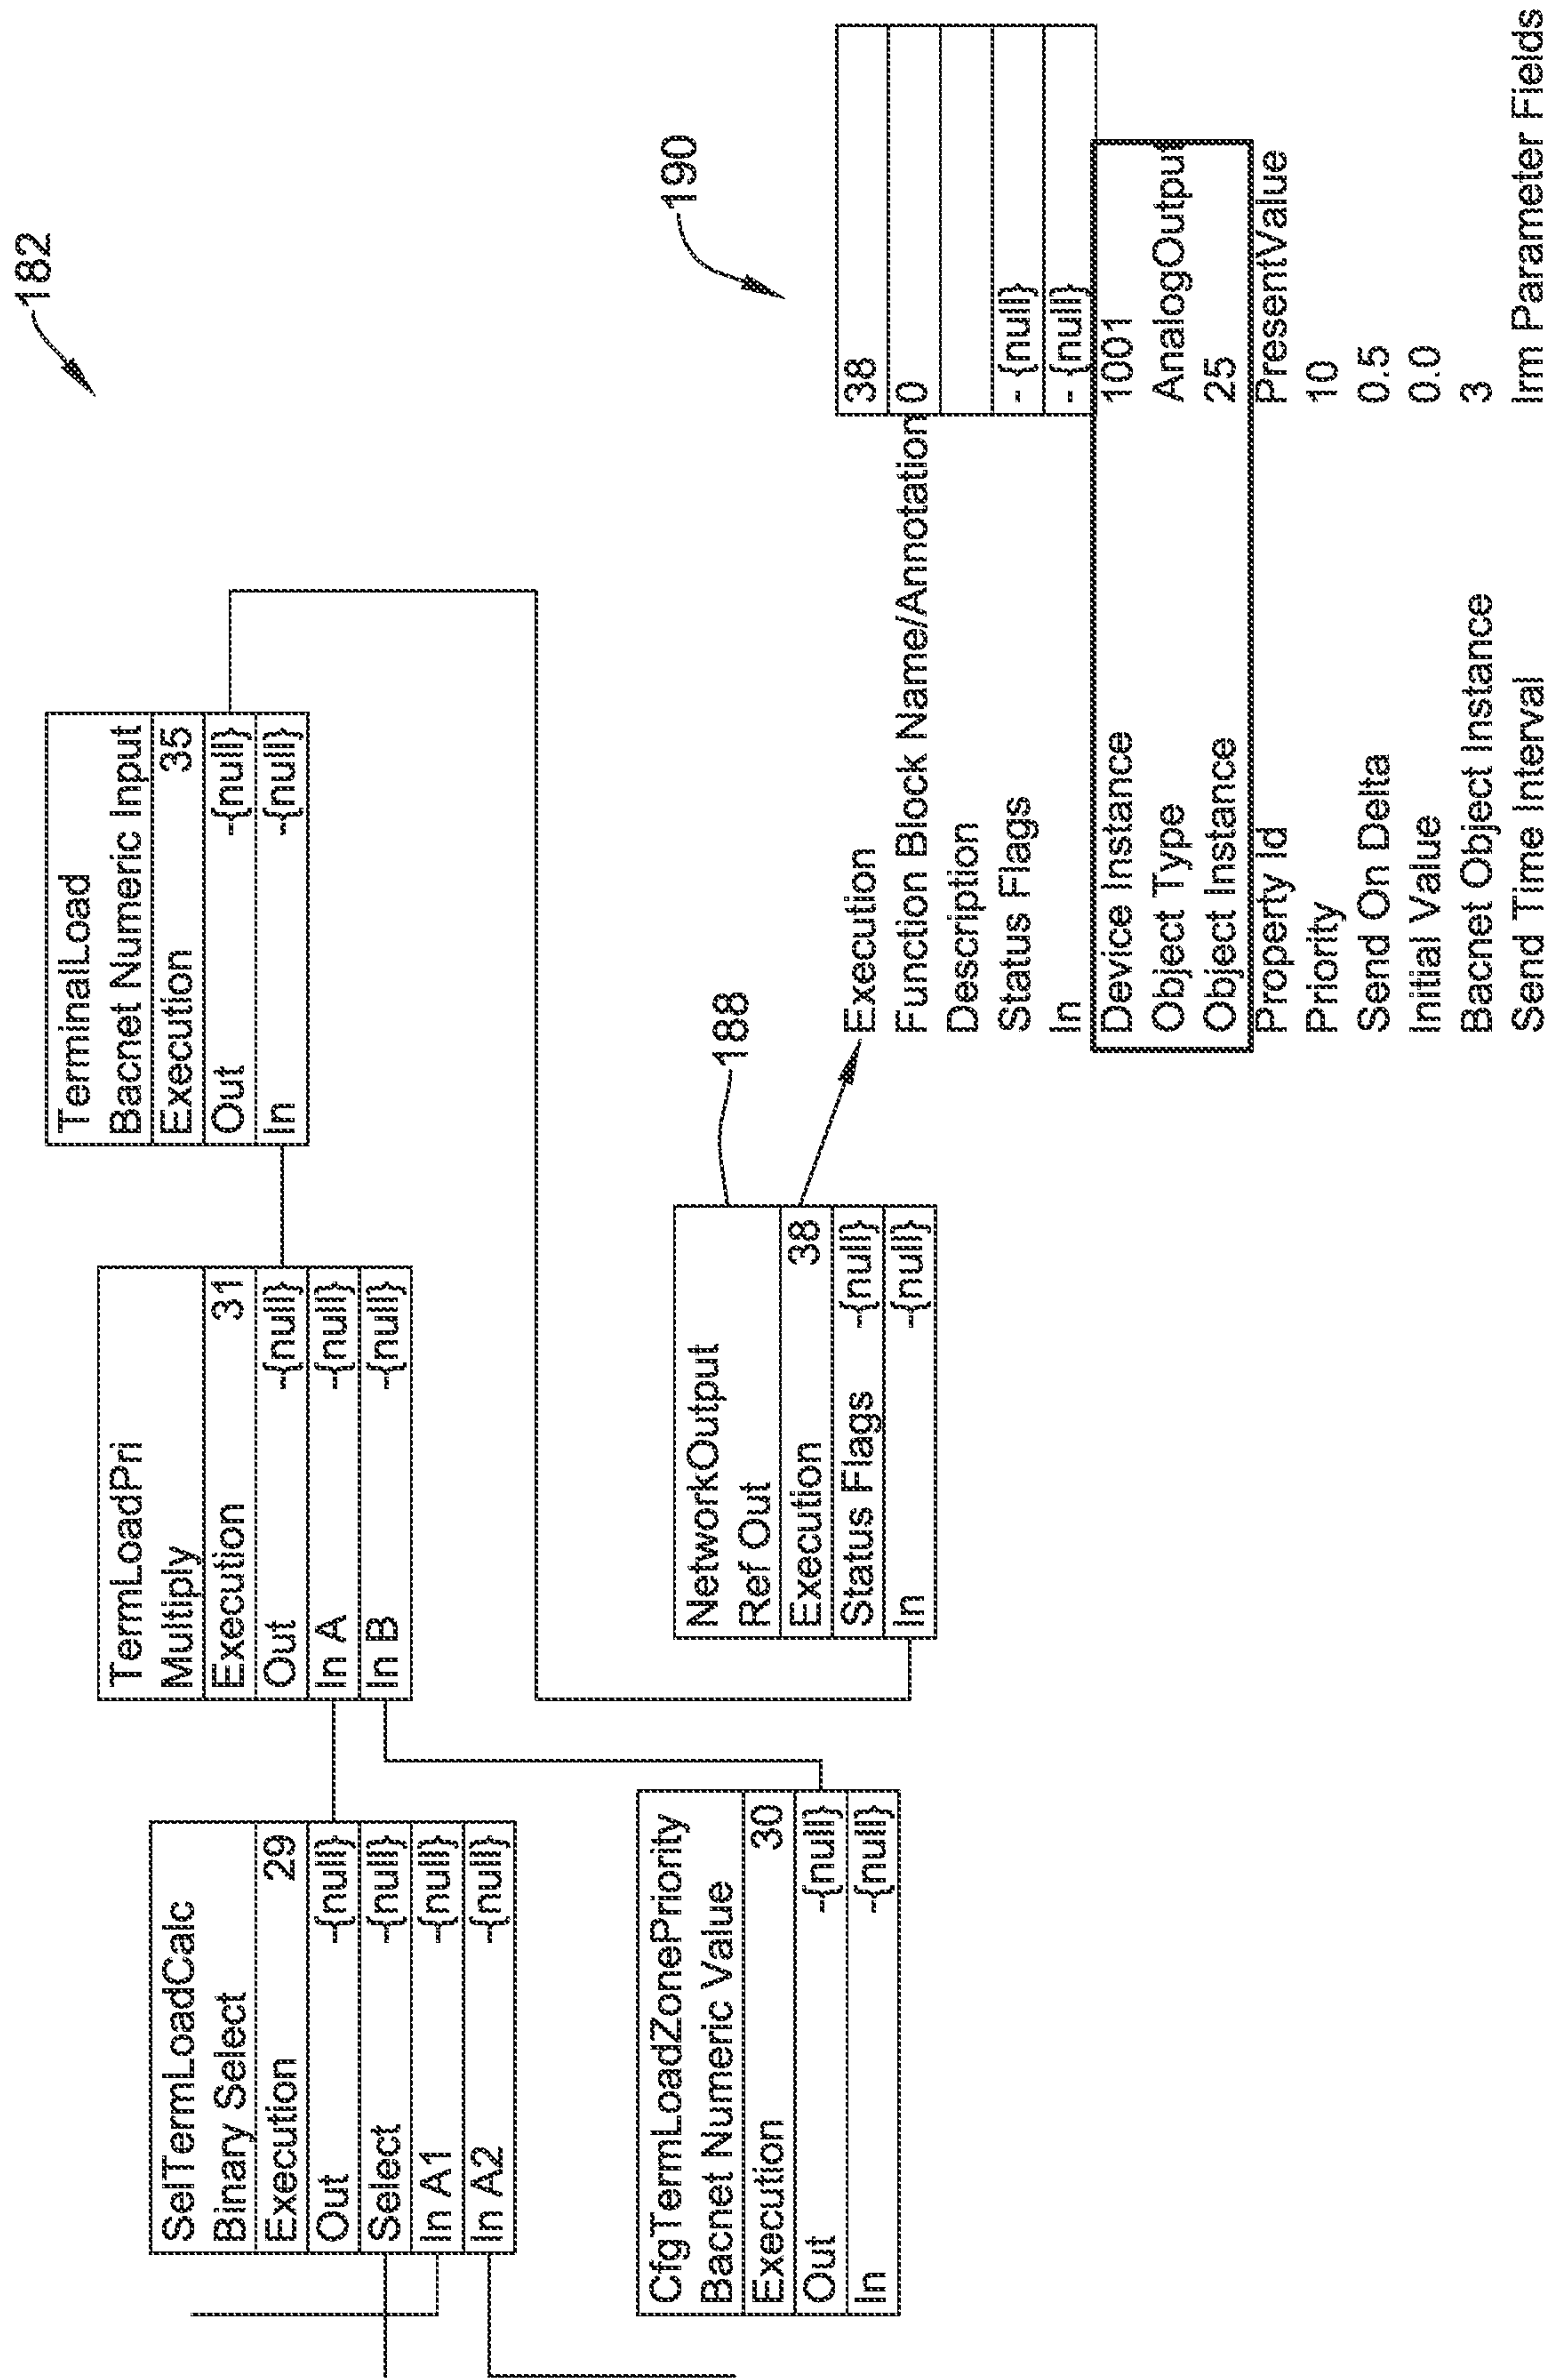 182
SelTermLoadCalc
Binary Select
Execution 29
Out -{null}
Select -{null}
In A1 -{null}
In A2 -{null}
TermLoadPri
Multiply
Execution 31
Out -{null}
In A -{null}
In B -{null}
TerminalLoad
Bacnet Numeric Input
Execution 35
Out -{null}
In -{null}
CfgTermLoadZonePriority
Bacnet Numeric Value
Execution 30
Out -{null}
In -{null}
188
NetworkOutput
Ref Out
Execution 38
Status Flags -{null}
In -{null}
190
Execution 38
Function Block Name/Annotation 0
Description
Status Flags - {null}
In - {null}
Device Instance 1001
Object Type AnalogOutput
Object Instance 25
Property Id PresentValue
Priority 10
Send On Delta 0.5
Initial Value 0.0
Bacnet Object Instance 3
Send Time Interval Irm Parameter Fields